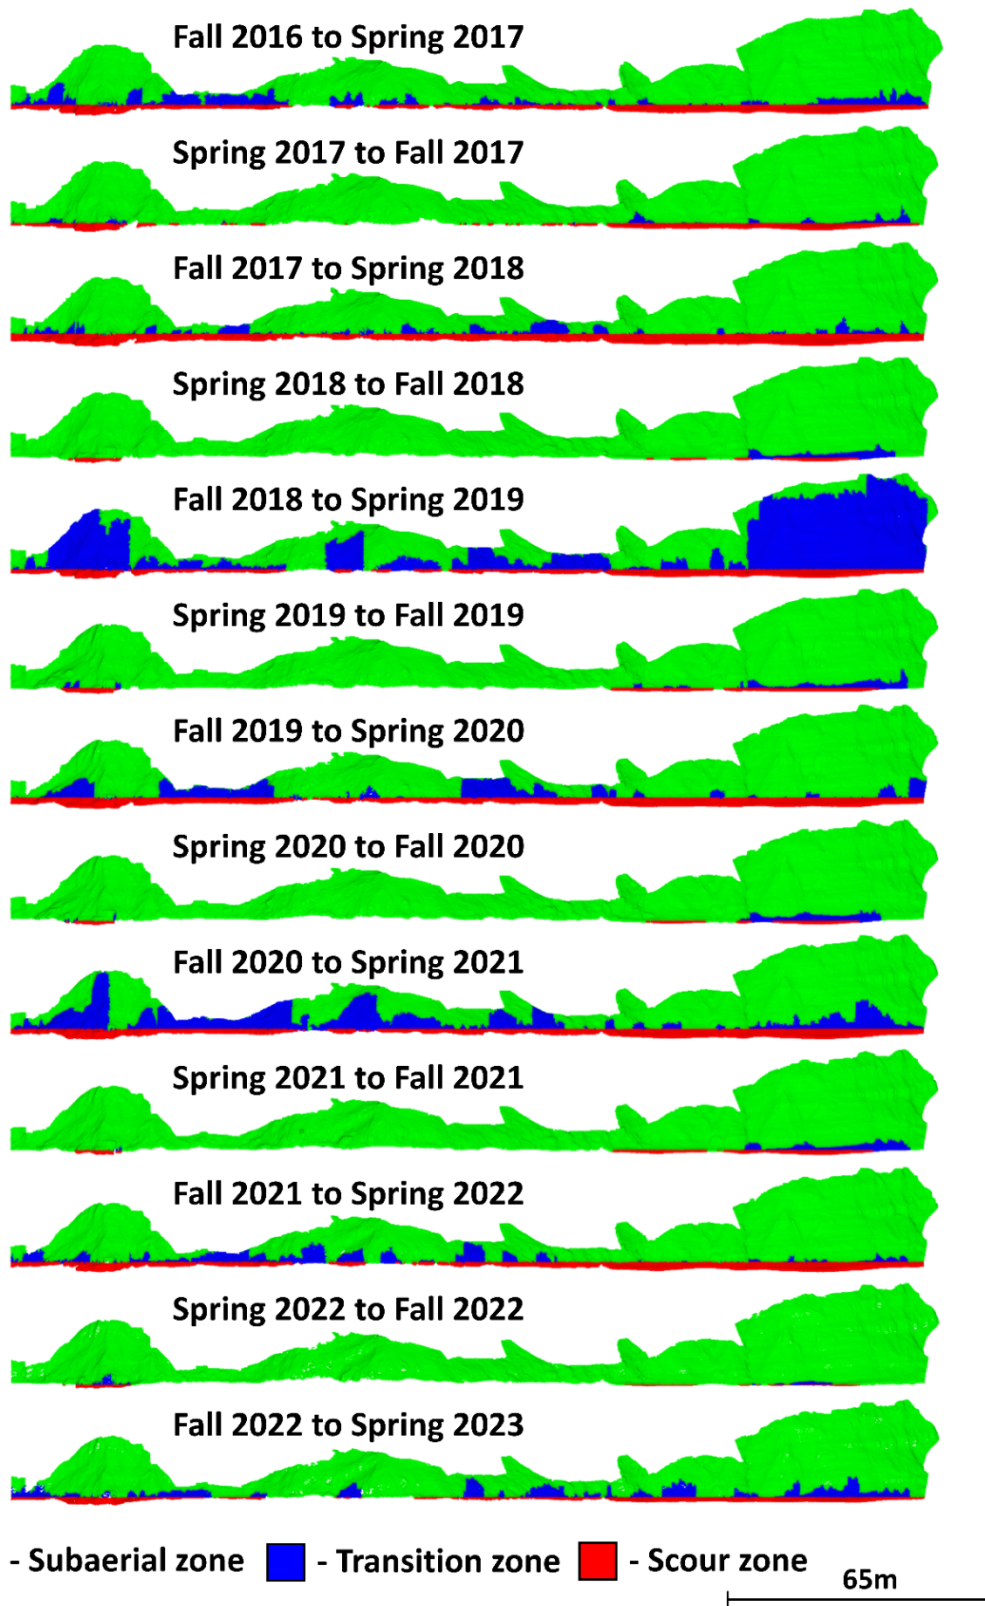 Fall 2016 to Spring 2017
Spring 2017 to Fall 2017
Fall 2017 to Spring 2018
Spring 2018 to Fall 2018
Fall 2018 to Spring 2019
Spring 2019 to Fall 2019
Fall 2019 to Spring 2020
Spring 2020 to Fall 2020
Fall 2020 to Spring 2021
Spring 2021 to Fall 2021
Fall 2021 to Spring 2022
Spring 2022 to Fall 2022
Fall 2022 to Spring 2023
- Subaerial zone - Transition zone - Scour zone
65m